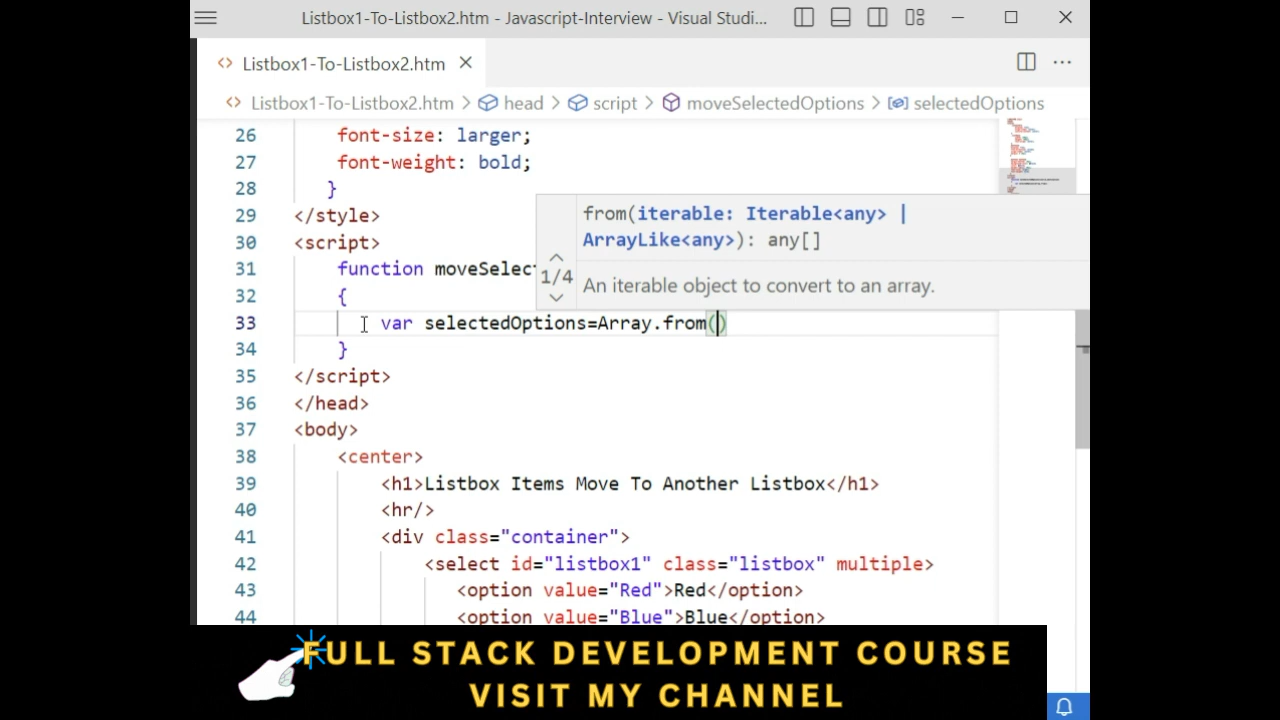 Listbox1-To-Listbox2.htm - Javascript-Interview - Visual Studi...
Listbox1-To-Listbox2.htm
Listbox1-To-Listbox2.htm > head > script > moveSelectedOptions > selectedOptions
26 font-size: larger;
27 font-weight: bold;
28 }
29 </style>
30 <script>
from(iterable: Iterable<any> |
ArrayLike<any>): any[]
1/4
An iterable object to convert to an array.
31 function moveSelect
32 {
33 var selectedOptions=Array.from()
34 }
35 </script>
36 </head>
37 <body>
38 <center>
39 <h1>Listbox Items Move To Another Listbox</h1>
40 <hr/>
41 <div class="container">
42 <select id="listbox1" class="listbox" multiple>
43 <option value="Red">Red</option>
44 <option value="Blue">Blue</option>
FULL STACK DEVELOPMENT COURSE
VISIT MY CHANNEL